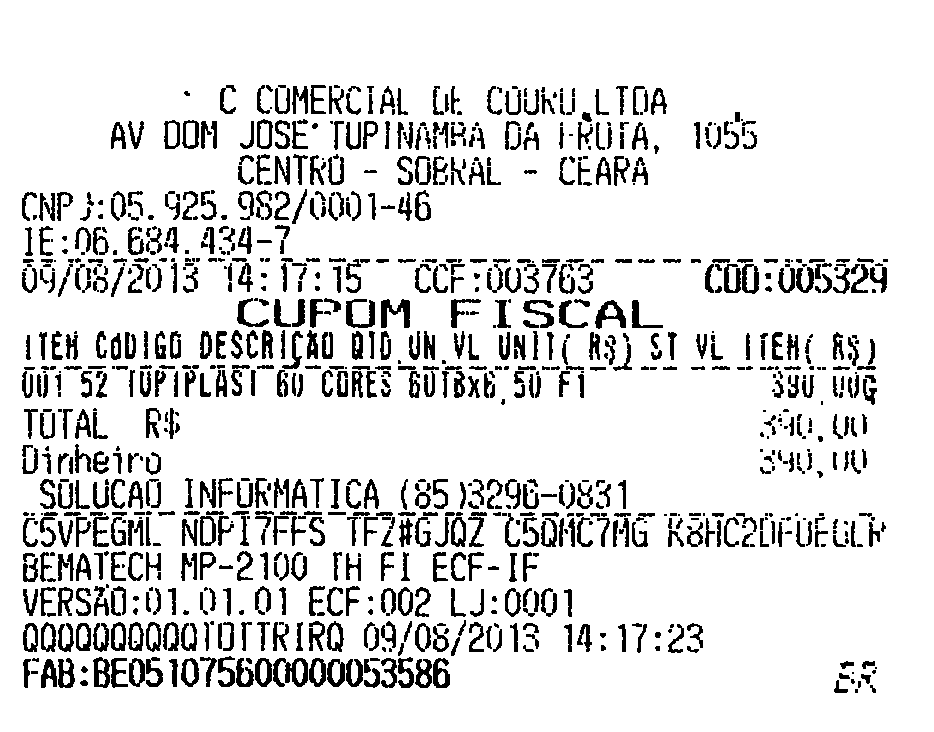 C COMERCIAL DE COURO LTDA
AV DOM JOSE TUPINAMBA DA FROTA, 1055
CENTRO - SOBRAL - CEARA
CNPJ:05.925.982/0001-46
IE:06.684.434-7
09/08/2013 14:17:15 CCF:003763 COO:005329
CUPOM FISCAL
ITEM CÓDIGO DESCRIÇÃO QTD.UN.VL UNIT( R$) ST VL ITEM( R$)
001 52 TOPIPLAST 60 CORES 60TBx6,50 F1 390,00G
TOTAL R$ 390,00
Dinheiro 390,00
SOLUCAO INFORMATICA (85)3296-0831
C5VPEGML NDPI7FFS TFZ#GJQZ C5QMC7MG
BEMATECH MP-2100 TH FI ECF-IF
VERSÃO:01.01.01 ECF:002 LJ:0001
QQQQQQQQQQTOTTRIRQ 09/08/2013 14:17:23
FAB:BE051075600000053586
BR